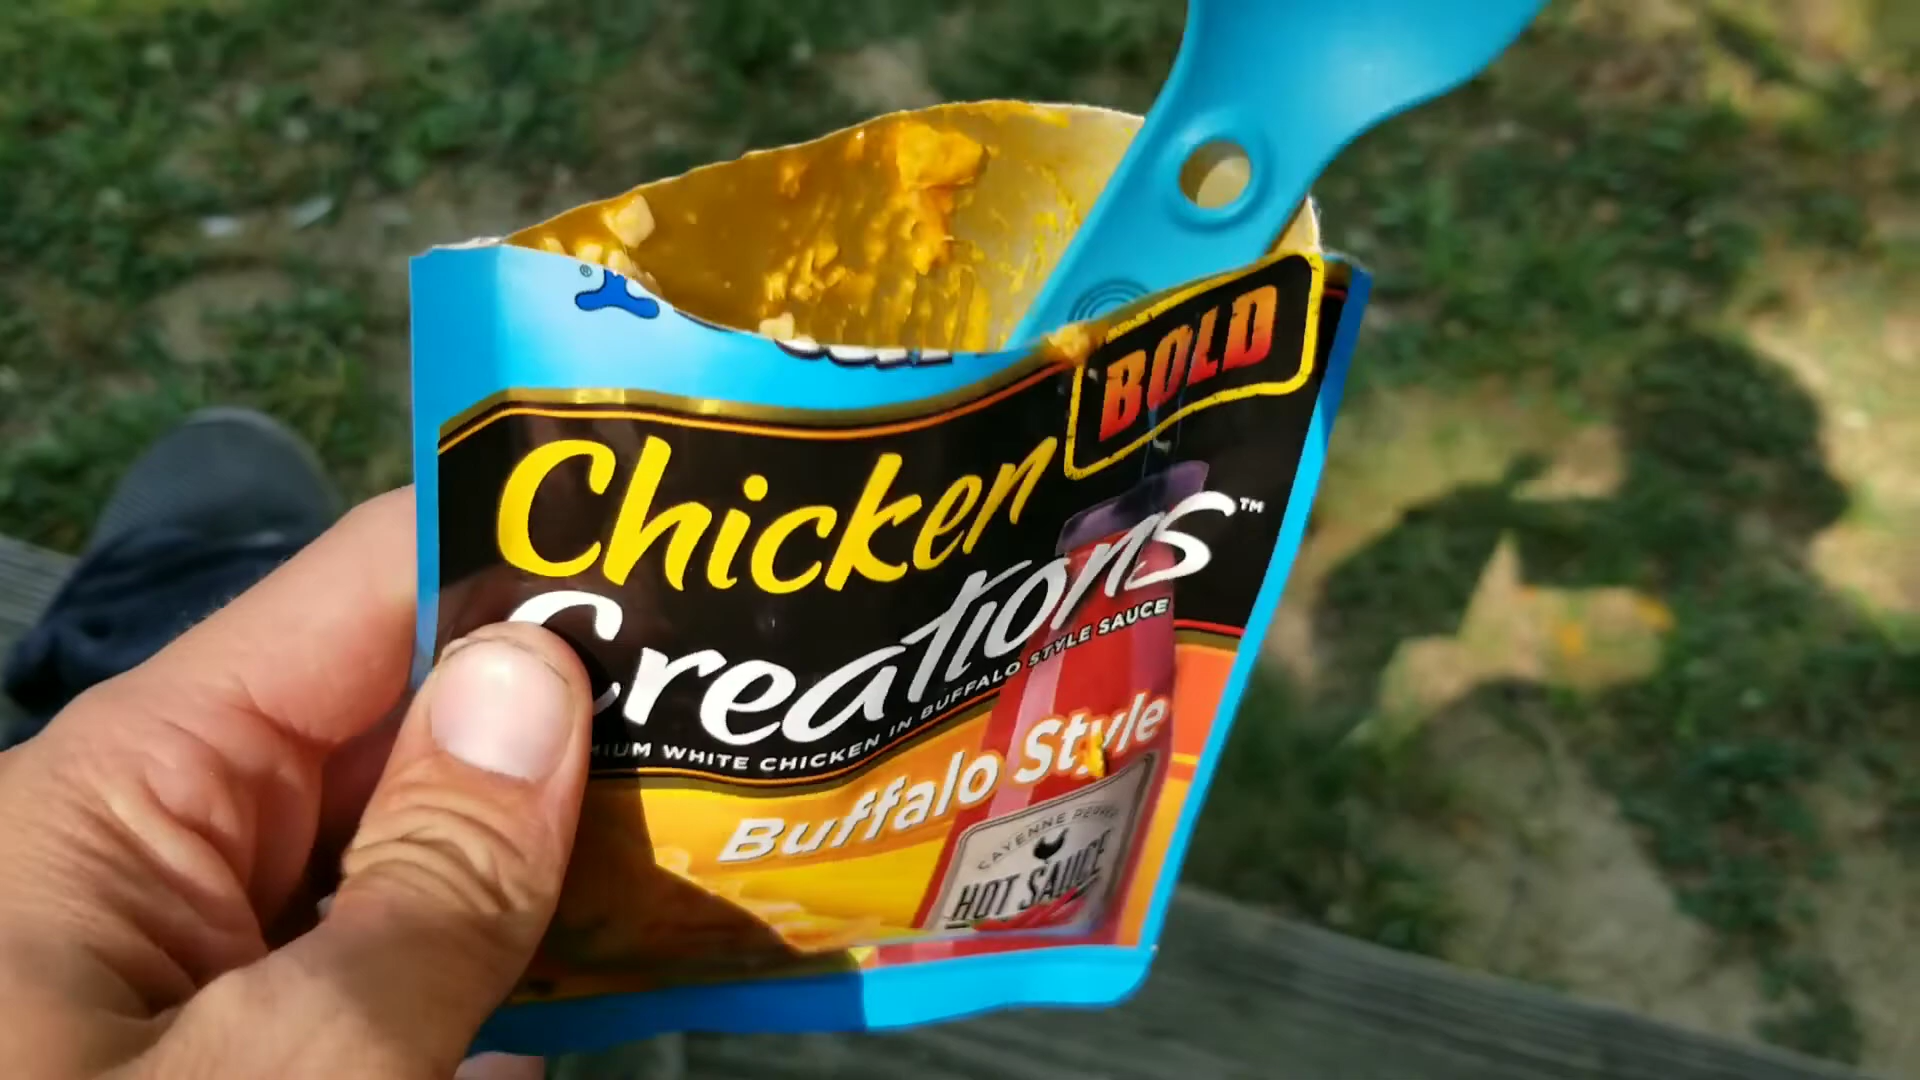 ®
BOLD
Chicken
Creations™
WHITE CHICKEN IN BUFFALO STYLE SAUCE
Buffalo Style
CAYENNE PEPPER
HOT SAUCE